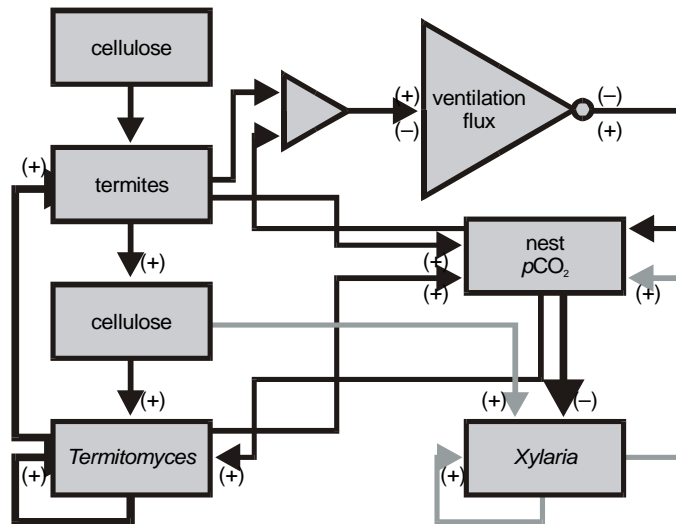 cellulose
(+)
(–)
ventilation
flux
(–)
(+)
(+)
termites
(+)
nest
pCO₂
(+)
(+)
(+)
cellulose
(+)
(+)
(–)
(+)
Termitomyces
(+)
(+)
Xylaria